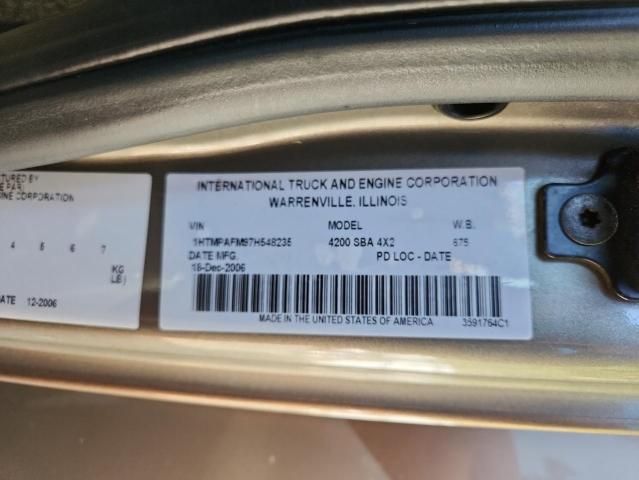 TURED BY
E PAR
INE CORPORATION
4 5 6 7
KG
LB)
ATE 12-2006
INTERNATIONAL TRUCK AND ENGINE CORPORATION
WARRENVILLE, ILLINOIS
VIN MODEL W.B.
1HTMPAFM97H548235 4200 SBA 4X2 675
DATE MFG. PD LOC - DATE
18-Dec-2006
MADE IN THE UNITED STATES OF AMERICA 3591764C1